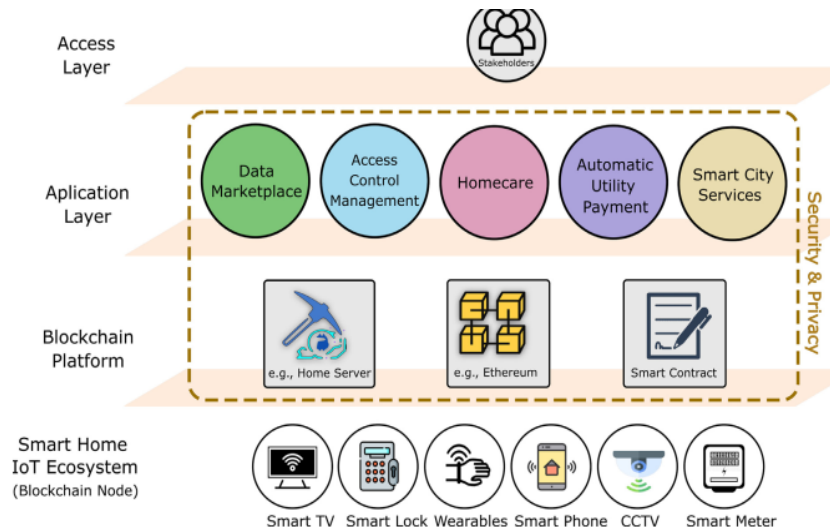 Access
Layer
Stakeholders
Aplication
Layer
Data
Marketplace
Access
Control
Management
Homecare
Automatic
Utility
Payment
Smart City
Services
Security & Privacy
Blockchain
Platform
e.g., Home Server
e.g., Ethereum
Smart Contract
Smart Home
IoT Ecosystem
(Blockchain Node)
Smart TV
Smart Lock
Wearables
Smart Phone
CCTV
Smart Meter